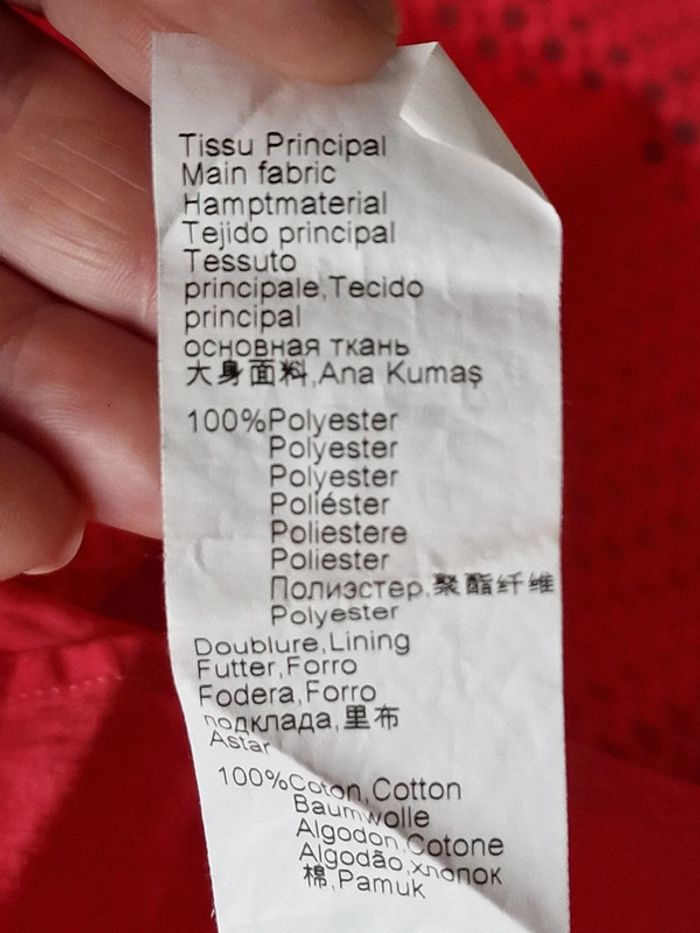 Tissu Principal
Main fabric
Hamptmaterial
Tejido principal
Tessuto
principale,Tecido
principal
основная ткань
大身面料,Ana Kumaş
100%Polyester
Polyester
Polyester
Poliéster
Poliestere
Poliester
Полиэстер,聚酯纤维
Polyester
Doublure,Lining
Futter,Forro
Fodera,Forro
подклада,里布
Astar
100%Coton,Cotton
Baumwolle
Algodon,Cotone
Algodão,хлопок
棉,Pamuk